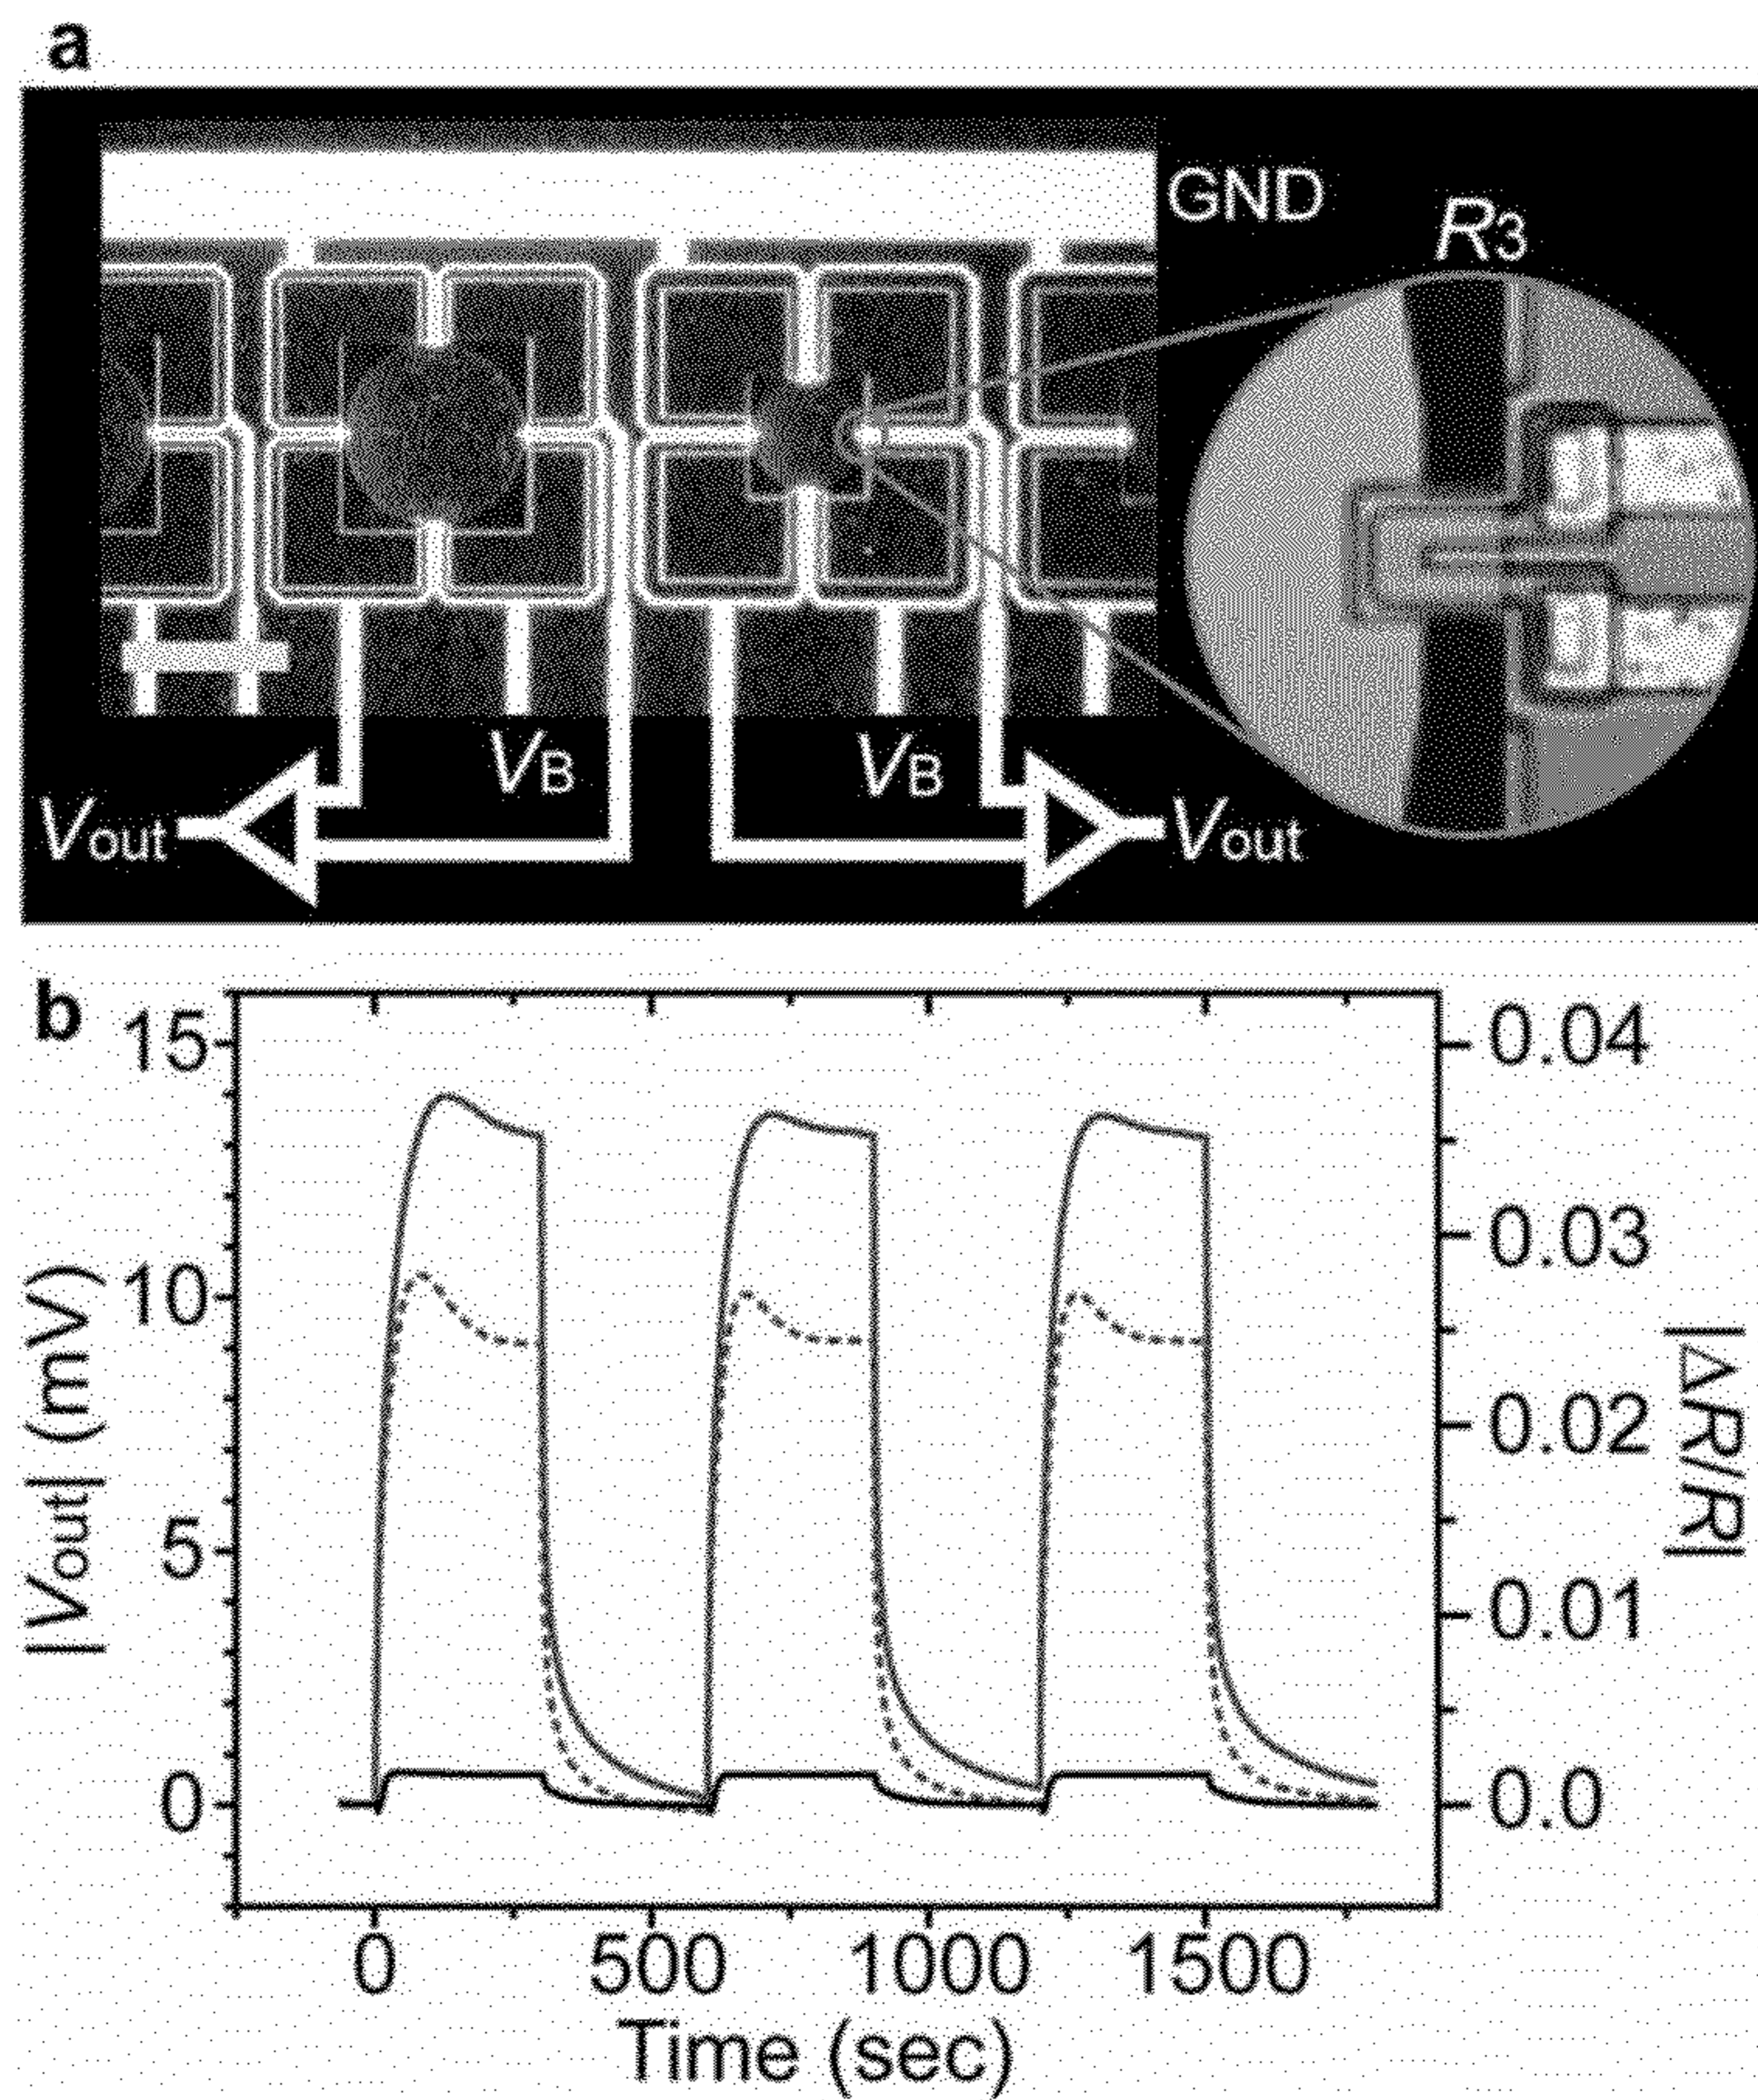 a
GND
R3
VB
VB
Vout
Vout
b
15
10
5
0
|Vout| (mV)
0.04
0.03
0.02
0.01
0.0
|ΔR/R|
0
500
1000
1500
Time (sec)